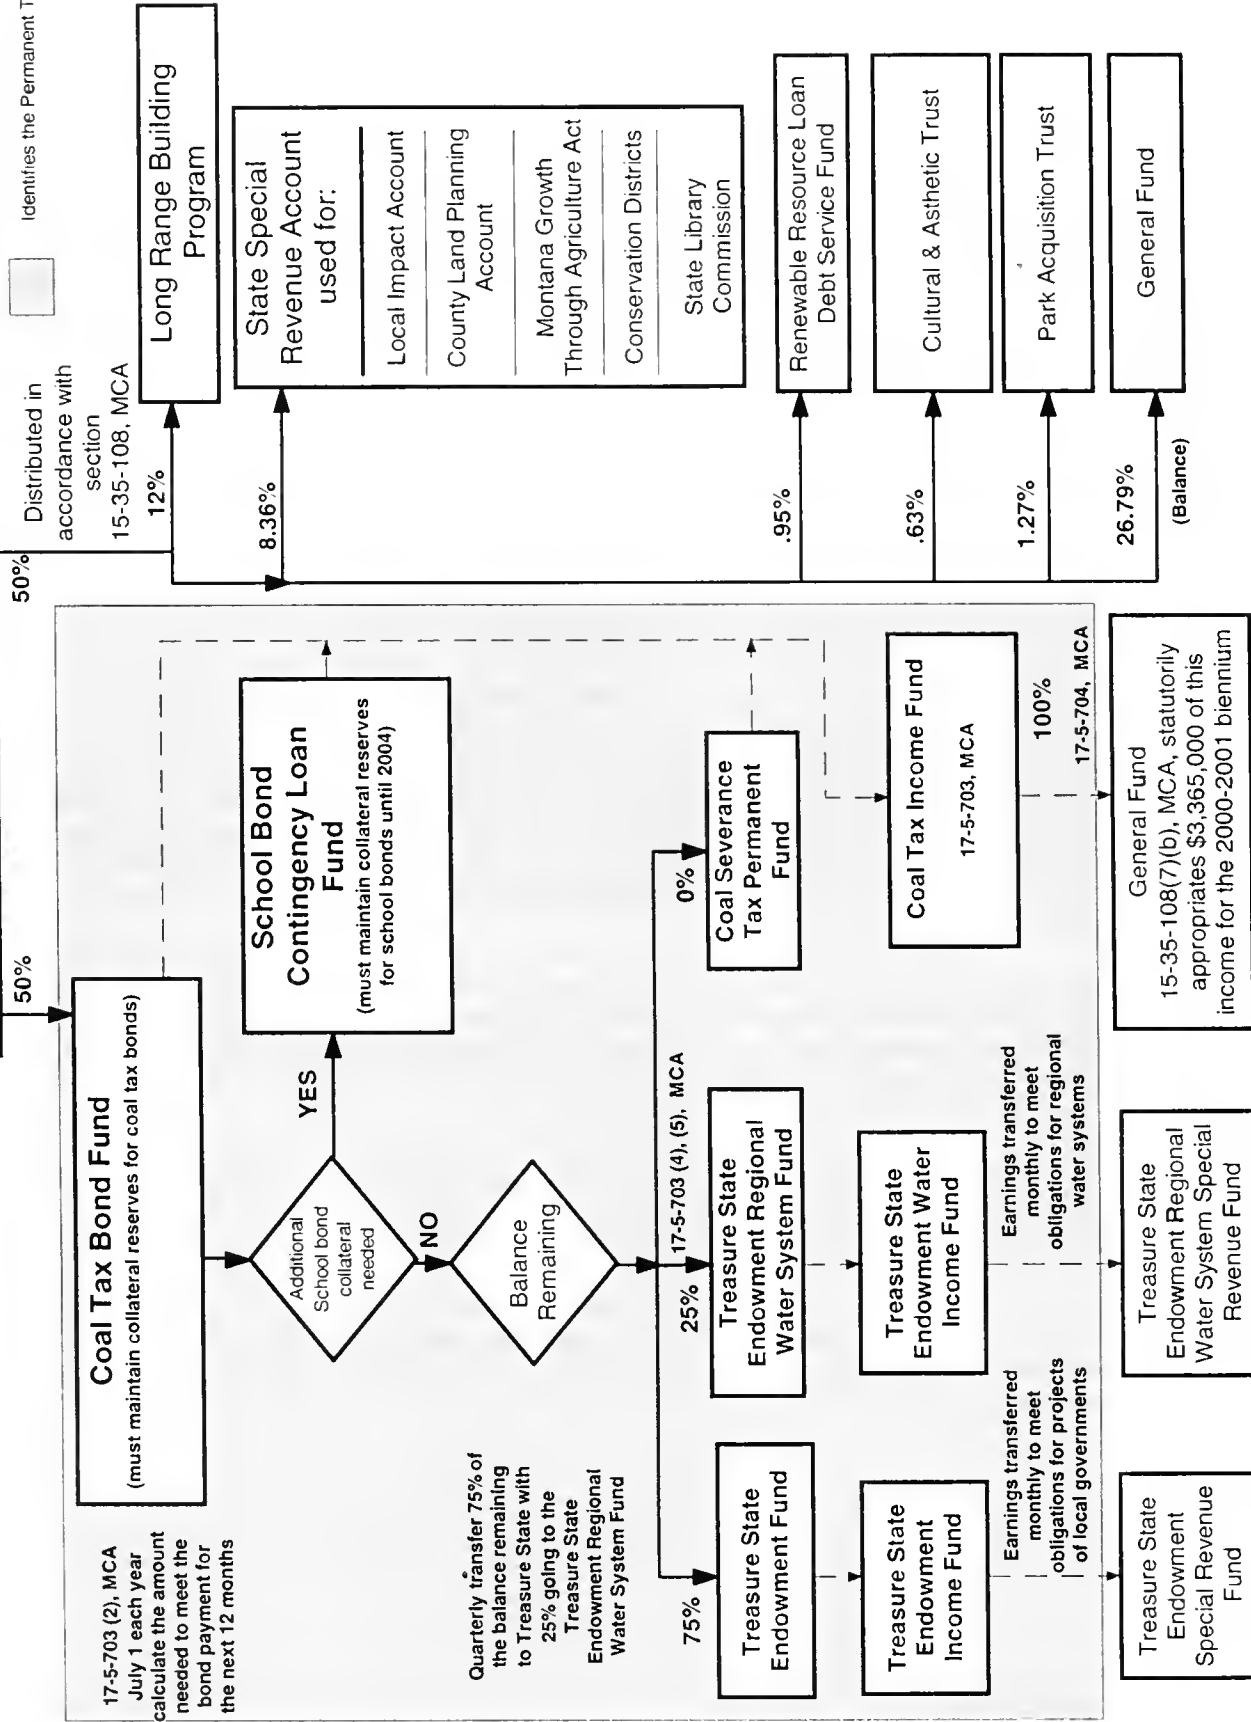 50%
50%
Identifies the Permanent T
Distributed in
accordance with
section
15-35-108, MCA
17-5-703 (2), MCA
July 1 each year
calculate the amount
needed to meet the
bond payment for
the next 12 months
Coal Tax Bond Fund
(must maintain collateral reserves for coal tax bonds)
Additional
School bond
collateral
needed
YES
School Bond
Contingency Loan
Fund
(must maintain collateral reserves
for school bonds until 2004)
NO
Balance
Remaining
Quarterly transfer 75% of
the balance remaining
to Treasure State with
25% going to the
Treasure State
Endowment Regional
Water System Fund
75%
25%
17-5-703 (4), (5), MCA
0%
Treasure State
Endowment Fund
Treasure State
Endowment Regional
Water System Fund
Coal Severance
Tax Permanent
Fund
Treasure State
Endowment
Income Fund
Treasure State
Endowment Water
Income Fund
Coal Tax Income Fund
17-5-703, MCA
Earnings transferred
monthly to meet
obligations for projects
of local governments
Earnings transferred
monthly to meet
obligations for regional
water systems
100%
17-5-704, MCA
Treasure State
Endowment
Special Revenue
Fund
Treasure State
Endowment Regional
Water System Special
Revenue Fund
General Fund
15-35-108(7)(b), MCA, statutorily
appropriates $3,365,000 of this
income for the 2000-2001 biennium
12%
Long Range Building
Program
8.36%
State Special
Revenue Account
used for:
Local Impact Account
County Land Planning
Account
Montana Growth
Through Agriculture Act
Conservation Districts
State Library
Commission
.95%
Renewable Resource Loan
Debt Service Fund
.63%
Cultural & Asthetic Trust
1.27%
Park Acquisition Trust
26.79%
(Balance)
General Fund